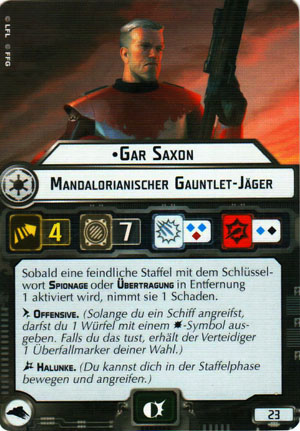 © LFL © FFG
•Gar Saxon
Mandalorianischer Gauntlet-Jäger
4 7
Sobald eine feindliche Staffel mit dem Schlüssel-
wort Spionage oder Übertragung in Entfernung
1 aktiviert wird, nimmt sie 1 Schaden.
Offensive. (Solange du ein Schiff angreifst,
darfst du 1 Würfel mit einem -Symbol aus-
geben. Falls du das tust, erhält der Verteidiger
1 Überfallmarker deiner Wahl.)
Halunke. (Du kannst dich in der Staffelphase
bewegen und angreifen.)
23